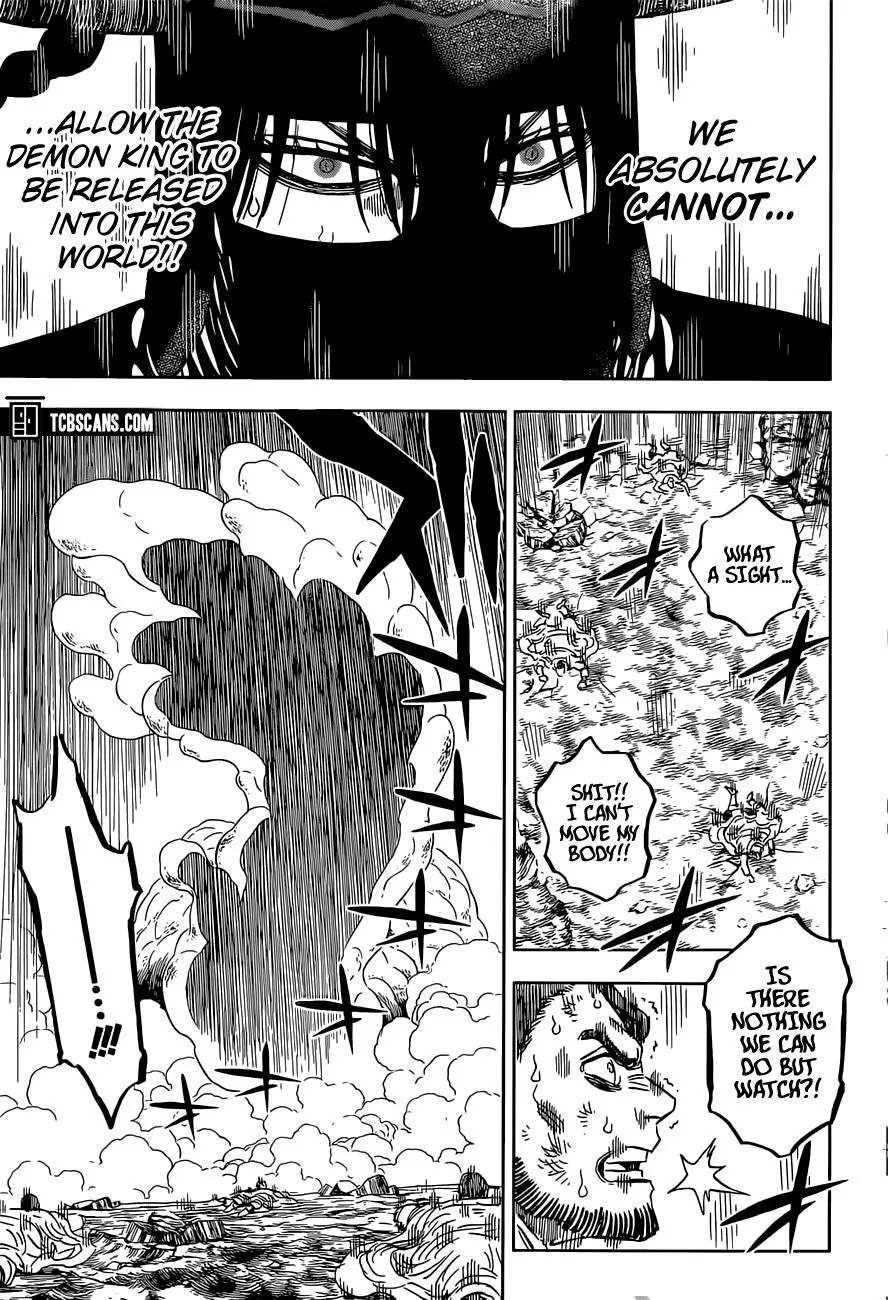 WE
ABSOLUTELY
CANNOT...
...ALLOW THE
DEMON KING TO
BE RELEASED
INTO THIS
WORLD!!
TCBSCANS.COM
WHAT
A SIGHT...
SHIT!!
I CAN'T
MOVE MY
BODY!!
IS
THERE
NOTHING
WE CAN
DO BUT
WATCH?!
—...!!!